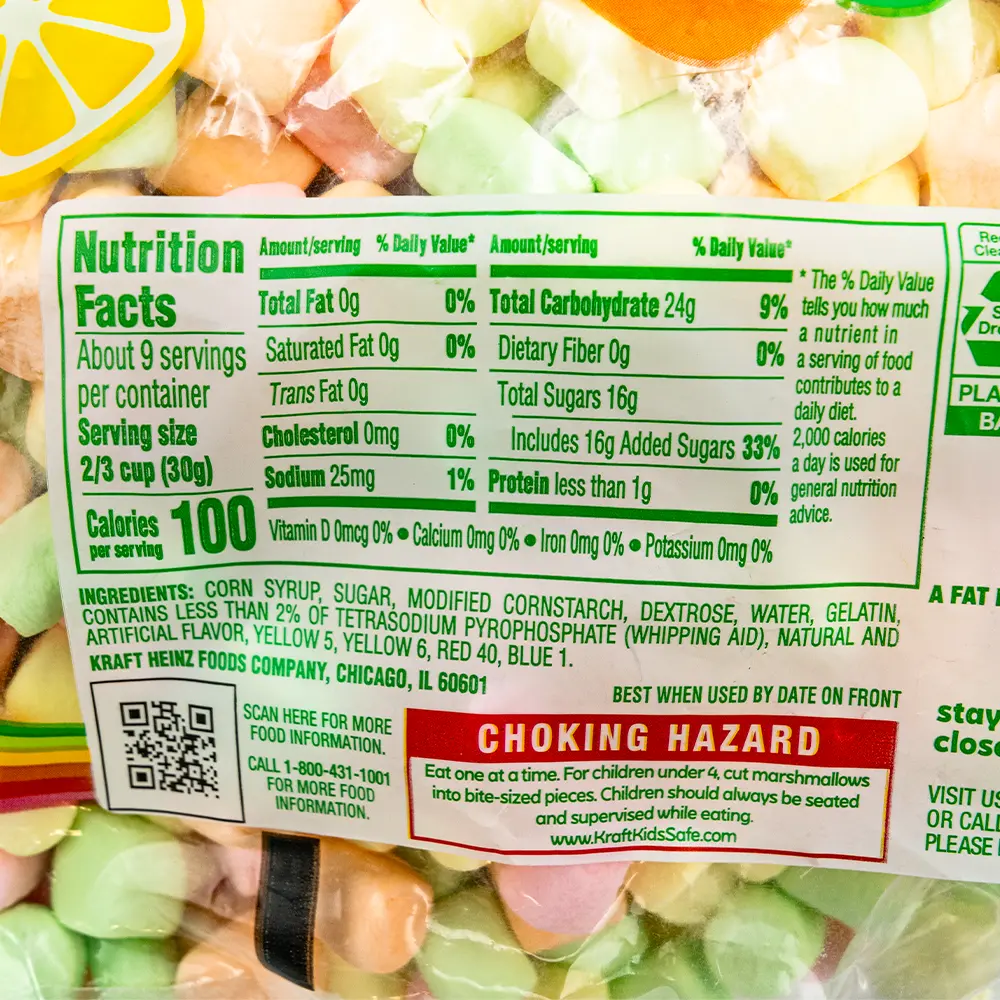 Nutrition
Facts
About 9 servings
per container
Serving size
2/3 cup (30g)
Calories
per serving
100
Amount/serving % Daily Value*
Total Fat 0g 0%
Saturated Fat 0g 0%
Trans Fat 0g
Cholesterol 0mg 0%
Sodium 25mg 1%
Amount/serving % Daily Value*
Total Carbohydrate 24g 9%
Dietary Fiber 0g 0%
Total Sugars 16g
Includes 16g Added Sugars 33%
Protein less than 1g 0%
Vitamin D 0mcg 0% ● Calcium 0mg 0% ● Iron 0mg 0% ● Potassium 0mg 0%
* The % Daily Value
tells you how much
a nutrient in
a serving of food
contributes to a
daily diet.
2,000 calories
a day is used for
general nutrition
advice.
INGREDIENTS: CORN SYRUP, SUGAR, MODIFIED CORNSTARCH, DEXTROSE, WATER, GELATIN,
CONTAINS LESS THAN 2% OF TETRASODIUM PYROPHOSPHATE (WHIPPING AID), NATURAL AND
ARTIFICIAL FLAVOR, YELLOW 5, YELLOW 6, RED 40, BLUE 1.
KRAFT HEINZ FOODS COMPANY, CHICAGO, IL 60601
BEST WHEN USED BY DATE ON FRONT
SCAN HERE FOR MORE
FOOD INFORMATION.
CALL 1-800-431-1001
FOR MORE FOOD
INFORMATION.
CHOKING HAZARD
Eat one at a time. For children under 4, cut marshmallows
into bite-sized pieces. Children should always be seated
and supervised while eating.
www.KraftKidsSafe.com
A FAT
stay
close
VISIT US
OR CALL
PLEASE